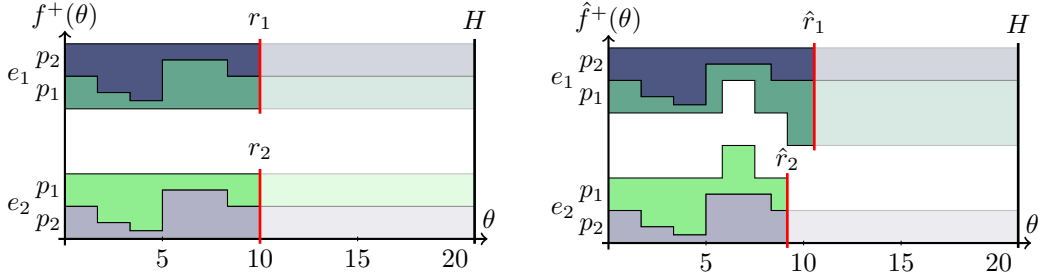 f⁺(θ)
r₁
H
p₂
e₁
p₁
r₂
p₁
e₂
p₂
θ
5 10 15 20
f̂⁺(θ)
r̂₁
H
p₂
e₁
p₁
r̂₂
p₁
e₂
p₂
θ
5 10 15 20